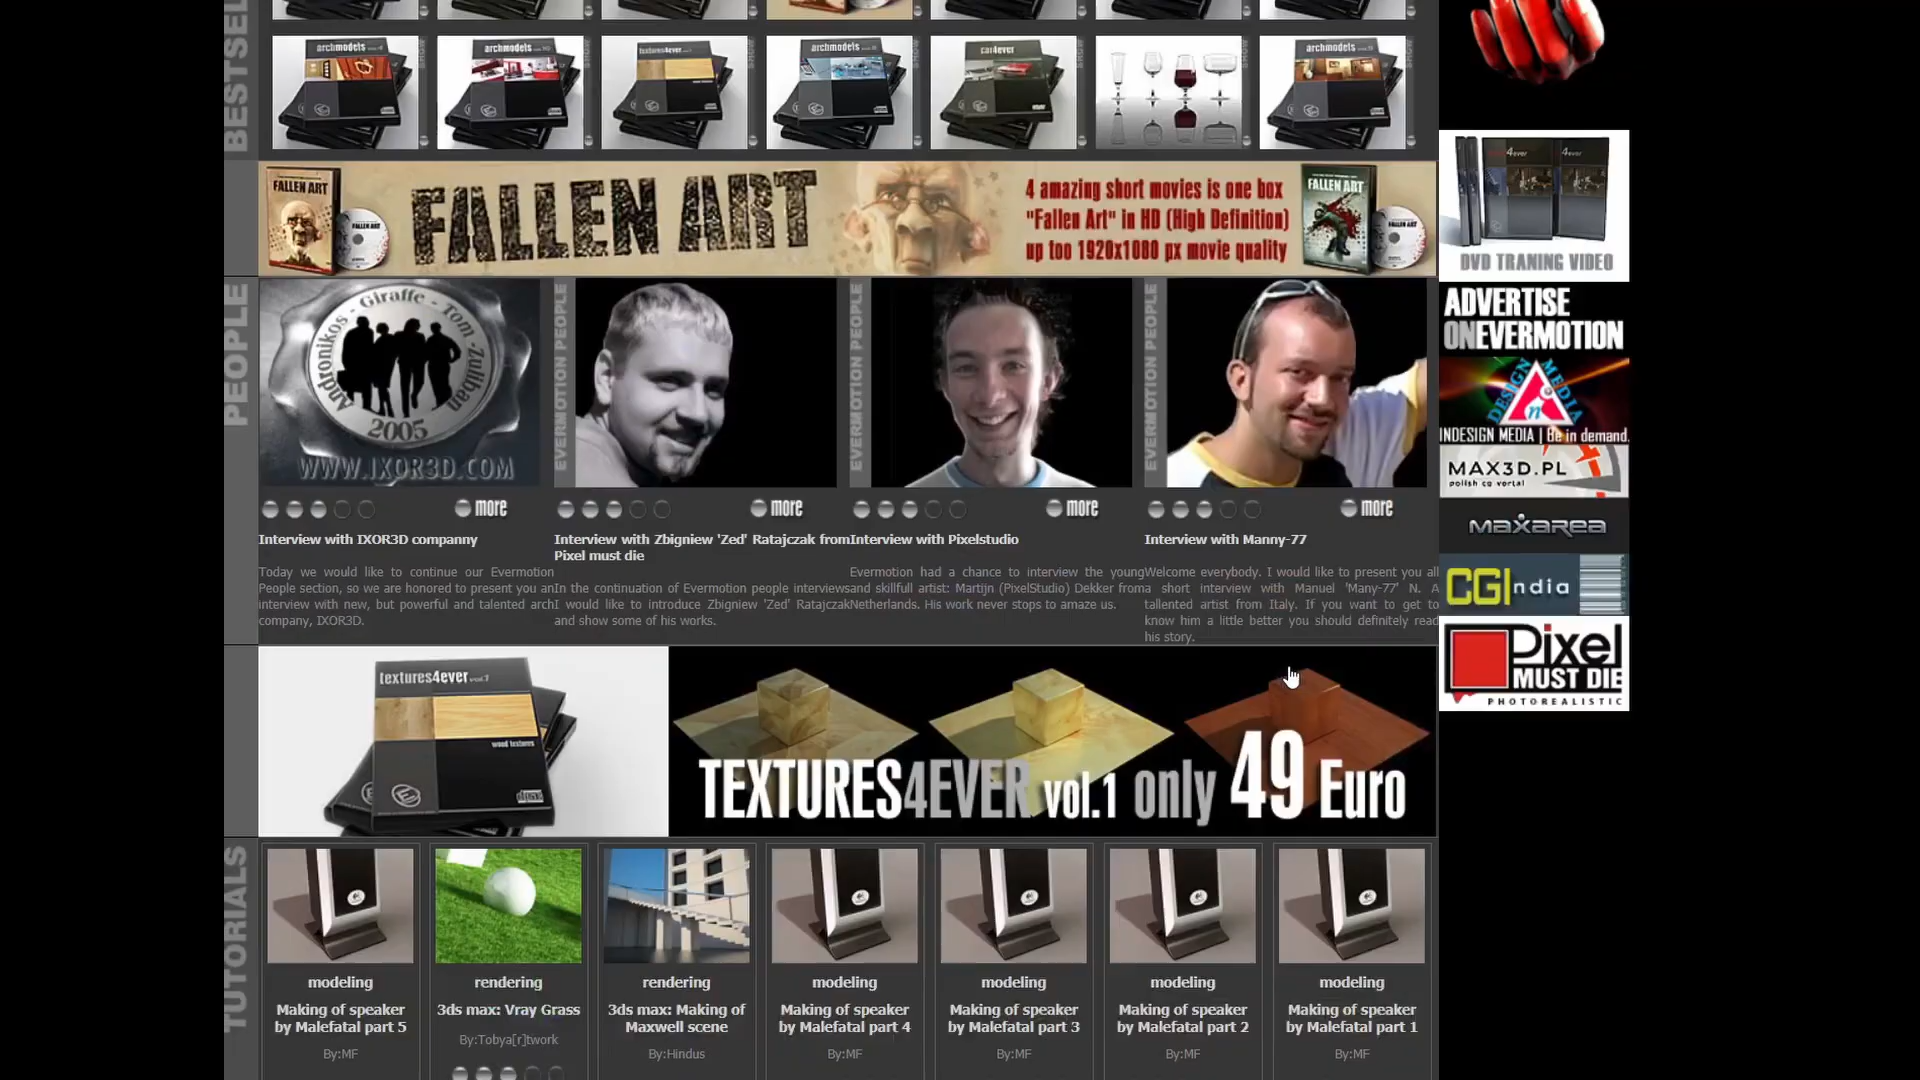 BESTSEL
archmodels
archmodels
textures4ever
archmodels
car4ever
archmodels
FALLEN ART
FALLEN ART
FALLEN ART
4 amazing short movies is one box
"Fallen Art" in HD (High Definition)
up too 1920x1080 px movie quality
FALLEN ART
FALLEN ART
4ever
4ever
DVD TRANING VIDEO
ADVERTISE
ONEVERMOTION
DESIGN MEDIA
INDESIGN MEDIA | Be in demand.
MAX3D.PL
polish cg vortal
MAXAREA
CGIndia
Pixel
MUST DIE
PHOTOREALISTIC
PEOPLE
Andronikos - Giraffe - Tom - Zuliban
2005
WWW.IXOR3D.COM
EVERMOTION PEOPLE
EVERMOTION PEOPLE
EVERMOTION PEOPLE
more
more
more
more
Interview with IXOR3D companny
Today we would like to continue our Evermotion
People section, so we are honored to present you an
interview with new, but powerful and talented arch
company, IXOR3D.
Interview with Zbigniew 'Zed' Ratajczak from
Pixel must die
In the continuation of Evermotion people interviews
I would like to introduce Zbigniew 'Zed' Ratajczak
and show some of his works.
Interview with Pixelstudio
Evermotion had a chance to interview the young
and skillfull artist: Martijn (PixelStudio) Dekker from
Netherlands. His work never stops to amaze us.
Interview with Manny-77
Welcome everybody. I would like to present you all
a short interview with Manuel 'Many-77' N. A
tallented artist from Italy. If you want to get to
know him a little better you should definitely read
his story.
textures4ever vol.1
wood textures
TEXTURES4EVER vol.1 only 49 Euro
TUTORIALS
modeling
Making of speaker
by Malefatal part 5
By:MF
rendering
3ds max: Vray Grass
By:Tobya[r]twork
rendering
3ds max: Making of
Maxwell scene
By:Hindus
modeling
Making of speaker
by Malefatal part 4
By:MF
modeling
Making of speaker
by Malefatal part 3
By:MF
modeling
Making of speaker
by Malefatal part 2
By:MF
modeling
Making of speaker
by Malefatal part 1
By:MF